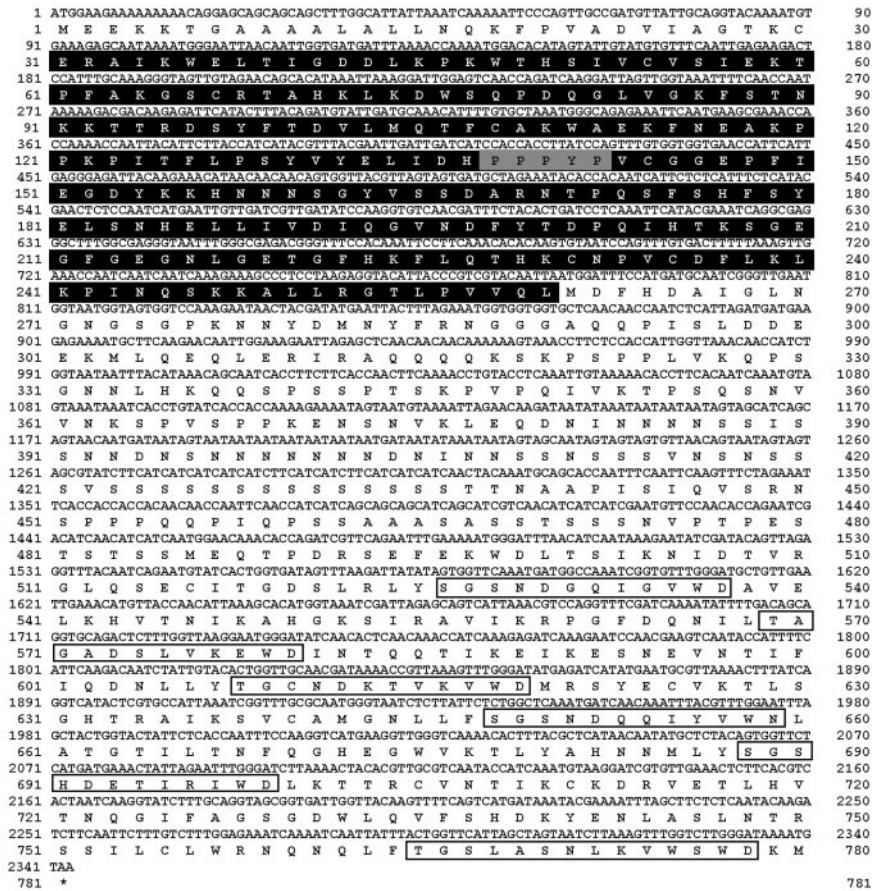 1 ATGGAAGAAAAAAAAACAGGAGCAGCAGCAGCTTTGGCATTATTAAATCAAAAATTCCCAGTTGCCGATGTTATTGCAGGTACAAAATGT 90
1 M E E K K T G A A A A L A L L N Q K F P V A D V I A G T K C 30
91 GAAAGAGCAATAAAATGGGAATTAACAATTGGTGATGATTTAAAACCAAAATGGACACATAGTATTGTATGTGTTTCAATTGAGAAGACT 180
31 E R A I K W E L T I G D D L K P K W T H S I V C V S I E K T 60
181 CCATTTGCAAAGGGTAGTTGTAGAACAGCACATAAATTAAAGGATTGGAGTCAACCAGATCAAGGATTAGTTGGTAAATTTTCAACCAAT 270
61 P F A K G S C R T A H K L K D W S Q P D Q G L V G K F S T N 90
271 AAAAAGACGACAAGAGATTCATACTTTACAGATGTATTGATGCAAACATTTTGTGCTAAATGGGCAGAGAAATTCAATGAAGCGAAACCA 360
91 K K T T R D S Y F T D V L M Q T F C A K W A E K F N E A K P 120
361 CCAAAACCAATTACATTCTTACCATCATACGTTTACGAATTGATTGATCATCCACCACCTTATCCAGTTTGTGGTGGTGAACCATTCATT 450
121 P K P I T F L P S Y V Y E L I D H P P P Y P V C G G E P F I 150
451 GAGGGAGATTACAAGAAACATAACAACAACAGTGGTTACGTTAGTAGTGATGCTAGAAATACACCACAATCATTCTCTCATTTCTCATAC 540
151 E G D Y K K H N N N S G Y V S S D A R N T P Q S F S H F S Y 180
541 GAACTCTCCAATCATGAATTGTTGATCGTTGATATCCAAGGTGTCAACGATTTCTACACTGATCCTCAAATTCATACGAAATCAGGCGAG 630
181 E L S N H E L L I V D I Q G V N D F Y T D P Q I H T K S G E 210
631 GGCTTTGGCGAGGGTAATTTGGGCGAGACGGGTTTCCACAAATTCCTTCAAACACACAAGTGTAATCCAGTTTGTGACTTTTTAAAGTTG 720
211 G F G E G N L G E T G F H K F L Q T H K C N P V C D F L K L 240
721 AAACCAATCAATCAATCAAAGAAAGCCCTCCTAAGAGGTACATTACCCGTCGTACAATTAATGGATTTCCATGATGCAATCGGGTTGAAT 810
241 K P I N Q S K K A L L R G T L P V V Q L M D F H D A I G L N 270
811 GGTAATGGTAGTGGTCCAAAGAATAACTACGATATGAATTACTTTAGAAATGGTGGTGGTGCTCAACAACCAATCTCATTAGATGATGAA 900
271 G N G S G P K N N Y D M N Y F R N G G G A Q Q P I S L D D E 300
901 GAGAAAATGCTTCAAGAACAATTGGAAAGAATTAGAGCTCAACAACAACAAAAAAGTAAACCTTCTCCACCATTGGTTAAACAACCATCT 990
301 E K M L Q E Q L E R I R A Q Q Q Q K S K P S P P L V K Q P S 330
991 GGTAATAATTTACATAAACAGCAATCACCTTCTTCACCAACTTCAAAACCTGTACCTCAAATTGTAAAAACACCTTCACAATCAAATGTA 1080
331 G N N L H K Q Q S P S S P T S K P V P Q I V K T P S Q S N V 360
1081 GTAAATAAATCACCTGTATCACCACCAAAAGAAAATAGTAATGTAAAATTAGAACAAGATAATATAAATAATAATAATAGTAGCATCAGC 1170
361 V N K S P V S P P K E N S N V K L E Q D N I N N N N S S I S 390
1171 AGTAACAATGATAATAGTAATAATAATAATAATAATAATGATAATATAAATAATAGTAGCAATAGTAGTAGTGTTAACAGTAATAGTAGT 1260
391 S N D N S N N N N N N D N I N N S S N S S S V N S N S S 420
1261 AGCGTATCTTCATCATCATCATCATCTTCATCATCTTCATCATCATCATCAACTACAAATGCAGCACCAATTTCAATTCAAGTTTCTAGAAAT 1350
421 S V S S S S S S S S S S S S S T T N A A P I S I Q V S R N 450
1351 TCACCACCACCACAACAACCAATTCAACCATCATCAGCAGCAGCATCAGCATCGTCAACATCATCATCGAATGTTCCAACACCAGAATCG 1440
451 S P P P Q Q P I Q P S S A A A S A S S T S S S N V P T P E S 480
1441 ACATCAACATCATCAATGGAACAAACACCAGATCGTTCAGAATTTGAAAAATGGGATTTAACATCAATAAAGAATATCGATACAGTTAGA 1530
481 T S T S S M E Q T P D R S E F E K W D L T S I K N I D T V R 510
1531 GGTTTACAATCAGAATGTATCACTGGTGATAGTTTAAGATTATATAGTGGTTCAAATGATGGCCAAATCGGTGTTTGGGATGCTGTTGAA 1620
511 G L Q S E C I T G D S L R L Y S G S N D G Q I G V W D A V E 540
1621 TTGAAACATGTTACCAACATTAAAGCACATGGTAAATCGATTAGAGCAGTCATTAAACGTCCAGGTTTCGATCAAAATATTTTGACAGCA 1710
541 L K H V T N I K A H G K S I R A V I K R P G F D Q N I L T A 570
1711 GGTGCAGACTCTTTGGTTAAGGAATGGGATATCAACACTCAACAAACCATCAAAGAGATCAAAGAATCCAACGAAGTCAATACCATTTTC 1800
571 G A D S L V K E W D I N T Q Q T I K E I K E S N E V N T I F 600
1801 ATTCAAGACAATCTATTGTACACTGGTTGCAACGATAAAACCGTTAAAGTTTGGGATATGAGATCATATGAATGCGTTAAAACTTTATCA 1890
601 I Q D N L L Y T G C N D K T V K V W D M R S Y E C V K T L S 630
1891 GGTCATACTCGTGCCATTAAATCGGTTTGCGCAATGGGTAATCTCTTATTCTCTGGCTCAAATGATCAACAAATTTACGTTTGGAATTTA 1980
631 G H T R A I K S V C A M G N L L F S G S N D Q Q I Y V W N L 660
1981 GCTACTGGTACTATTCTCACCAATTTCCAAGGTCATGAAGGTTGGGTCAAAACACTTTACGCTCATAACAATATGCTCTACAGTGGTTCT 2070
661 A T G T I L T N F Q G H E G W V K T L Y A H N N M L Y S G S 690
2071 CATGATGAAACTATTAGAATTTGGGATCTTAAAACTACACGTTGCGTCAATACCATCAAATGTAAGGATCGTGTTGAAACTCTTCACGTC 2160
691 H D E T I R I W D L K T T R C V N T I K C K D R V E T L H V 720
2161 ACTAATCAAGGTATCTTTGCAGGTAGCGGTGATTGGTTACAAGTTTTCAGTCATGATAAATACGAAAATTTAGCTTCTCTCAATACAAGA 2250
721 T N Q G I F A G S G D W L Q V F S H D K Y E N L A S L N T R 750
2251 TCTTCAATTCTTTGTCTTTGGAGAAATCAAAATCAATTATTTACTGGTTCATTAGCTAGTAATCTTAAAGTTTGGTCTTGGGATAAAATG 2340
751 S S I L C L W R N Q N Q L F T G S L A S N L K V W S W D K M 780
2341 TAA
781 * 781